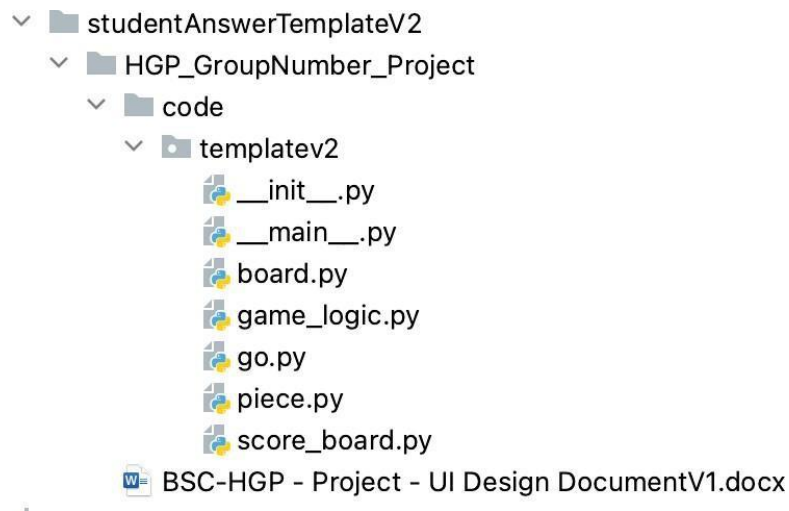 studentAnswerTemplateV2
HGP_GroupNumber_Project
code
templatev2
__init__.py
__main__.py
board.py
game_logic.py
go.py
piece.py
score_board.py
BSC-HGP - Project - UI Design DocumentV1.docx